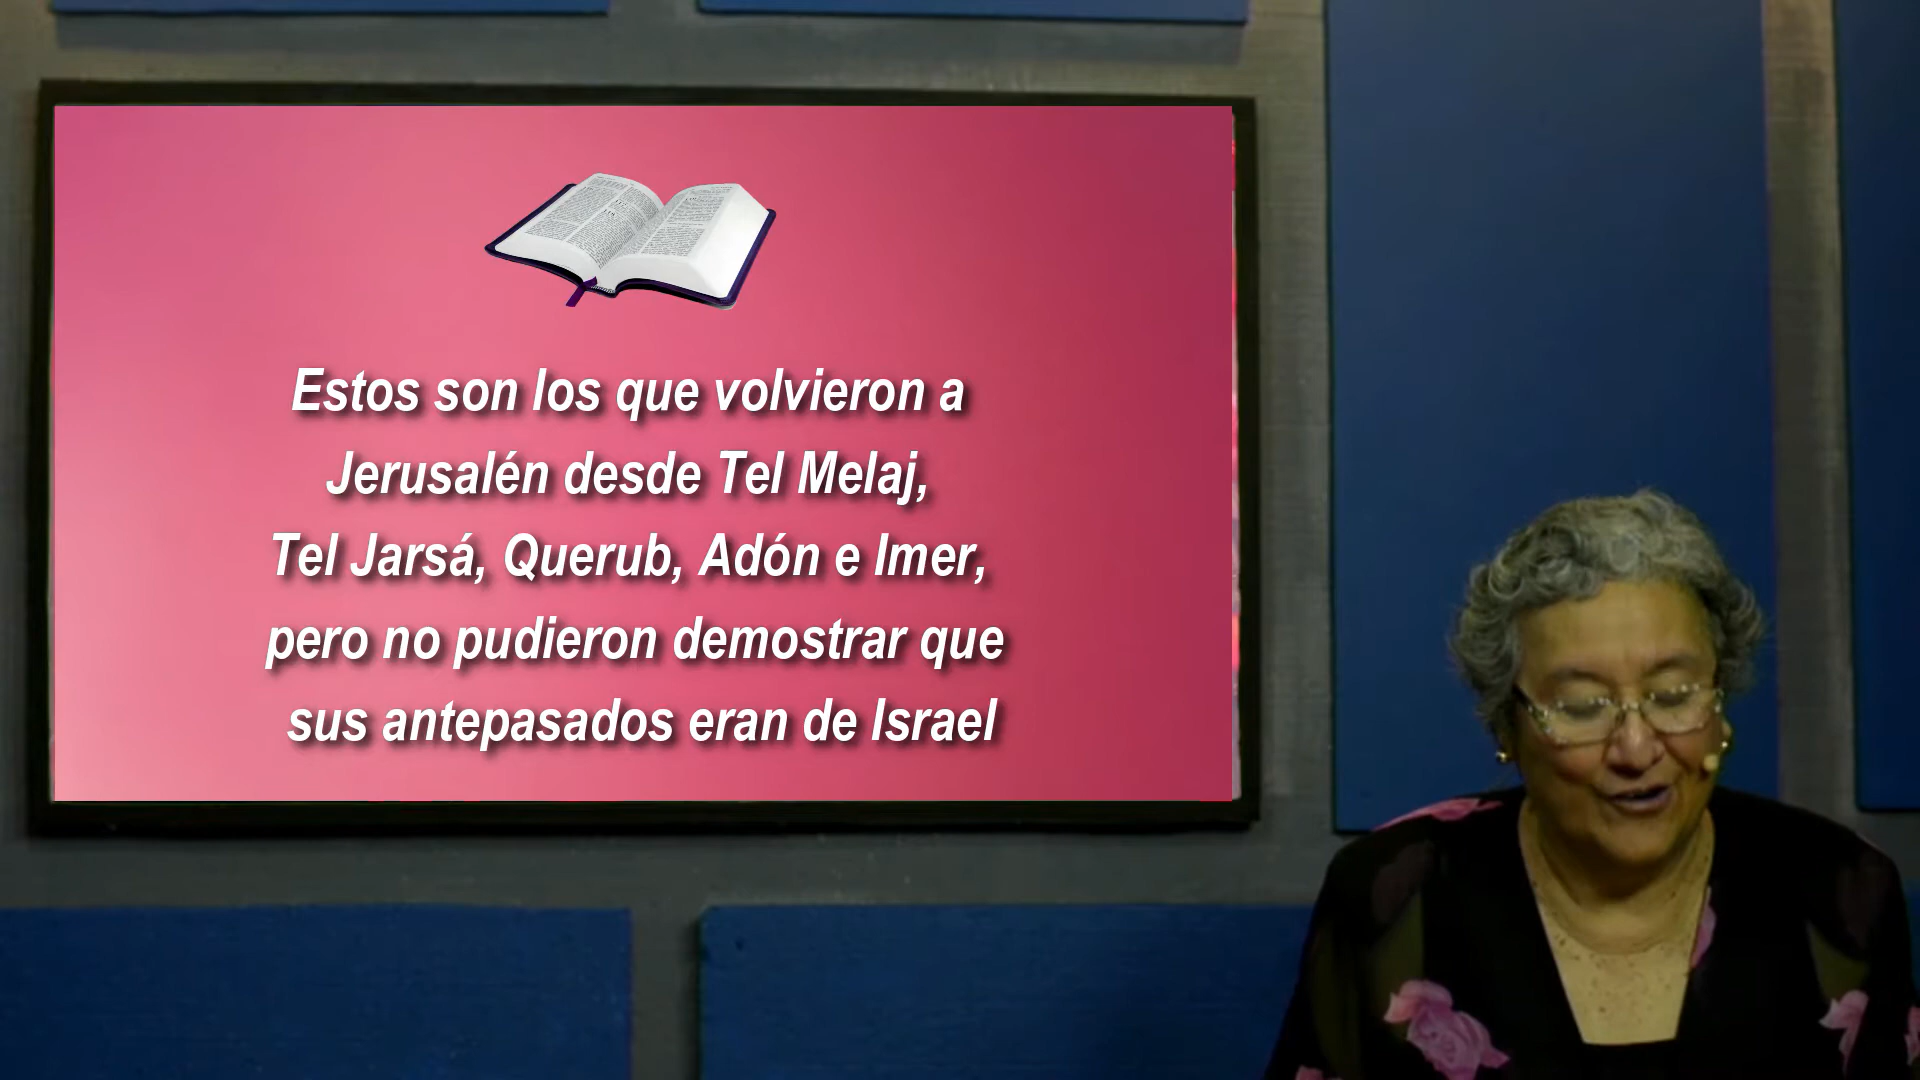 Estos son los que volvieron a
Jerusalén desde Tel Melaj,
Tel Jarsá, Querub, Adón e Imer,
pero no pudieron demostrar que
sus antepasados eran de Israel